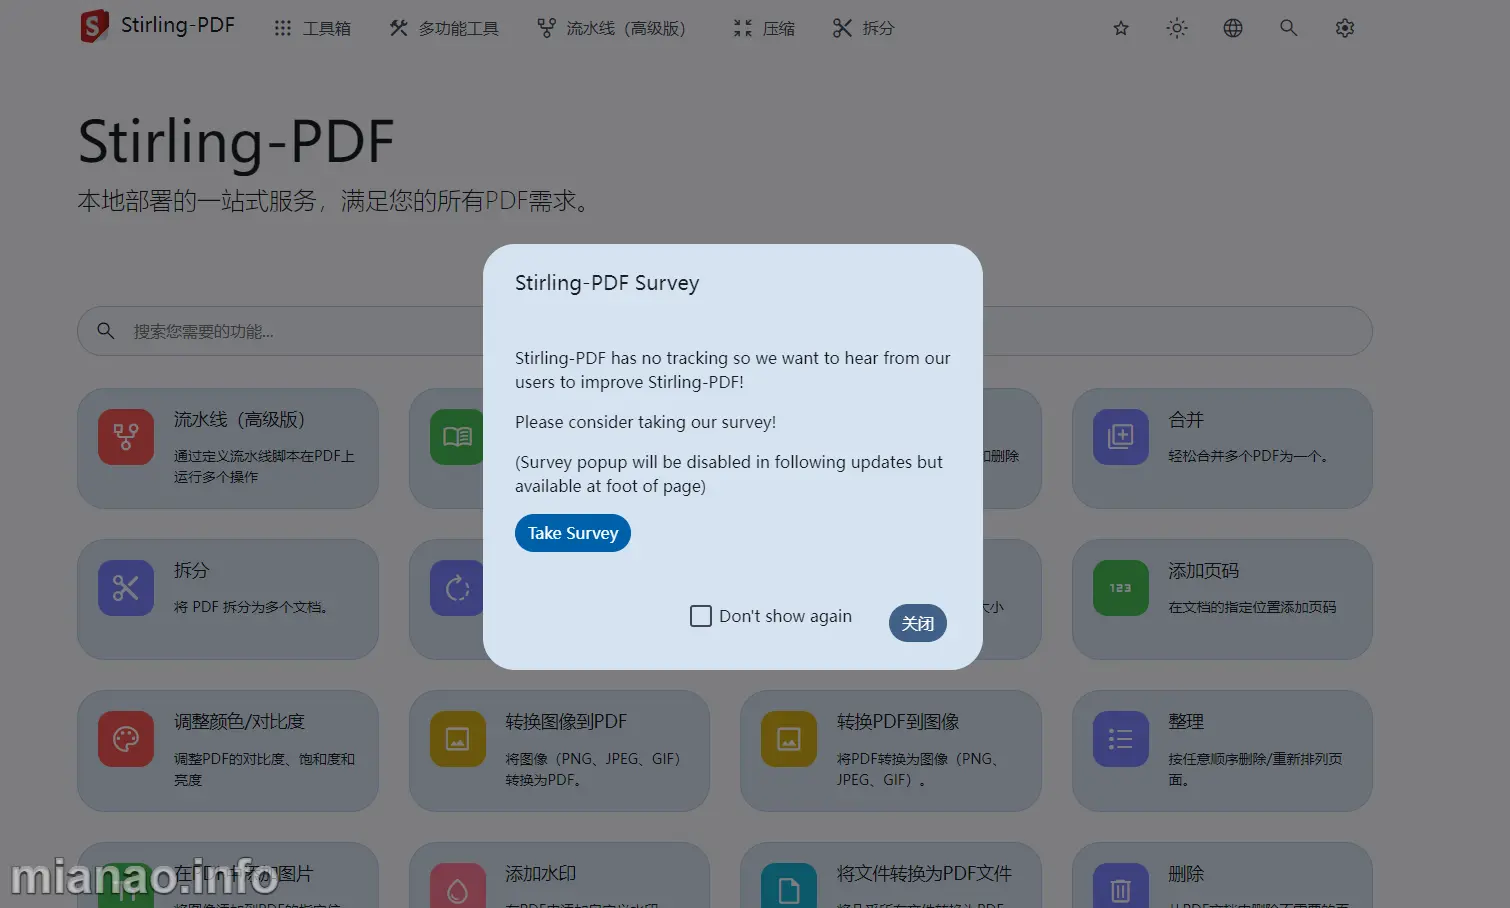 Stirling-PDF
工具箱
多功能工具
流水线（高级版）
压缩
拆分
Stirling-PDF
本地部署的一站式服务，满足您的所有PDF需求。
搜索您需要的功能...
Stirling-PDF Survey
Stirling-PDF has no tracking so we want to hear from our
users to improve Stirling-PDF!
Please consider taking our survey!
(Survey popup will be disabled in following updates but
available at foot of page)
Take Survey
Don't show again
关闭
流水线（高级版）
通过定义流水线脚本在PDF上
运行多个操作
删除
合并
轻松合并多个PDF为一个。
拆分
将 PDF 拆分为多个文档。
大小
123
添加页码
在文档的指定位置添加页码
调整颜色/对比度
调整PDF的对比度、饱和度和
亮度
转换图像到PDF
将图像（PNG、JPEG、GIF）
转换为PDF。
转换PDF到图像
将PDF转换为图像（PNG、
JPEG、GIF）。
整理
按任意顺序删除/重新排列页
面。
在PDF中添加图片
添加水印
将文件转换为PDF文件
删除
mianao.info